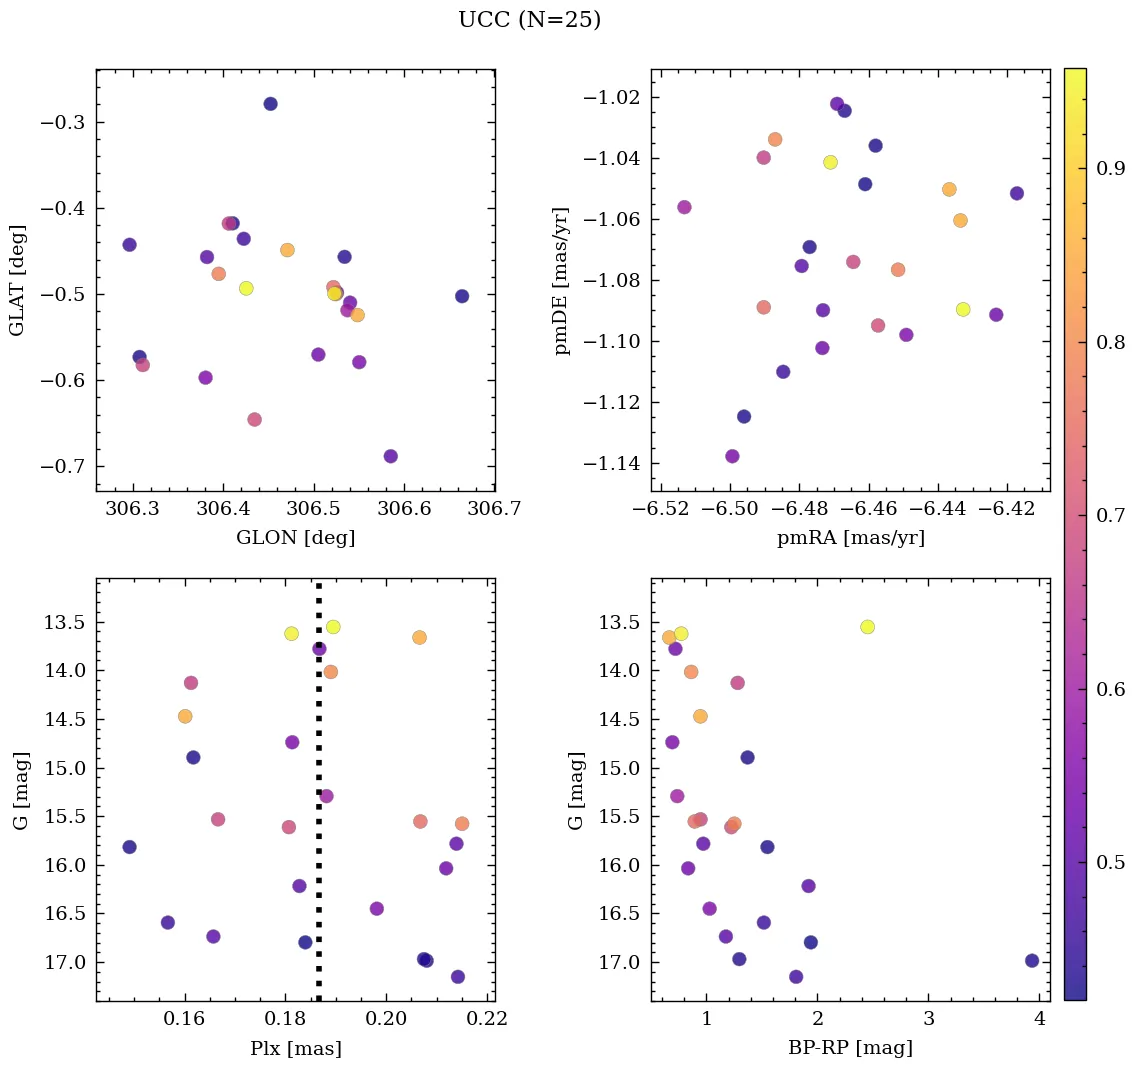 UCC (N=25)
−0.3
−0.4
−0.5
−0.6
−0.7
GLAT [deg]
306.3 306.4 306.5 306.6 306.7
GLON [deg]
−1.02
−1.04
−1.06
−1.08
−1.10
−1.12
−1.14
pmDE [mas/yr]
−6.52 −6.50 −6.48 −6.46 −6.44 −6.42
pmRA [mas/yr]
13.5
14.0
14.5
15.0
15.5
16.0
16.5
17.0
G [mag]
0.16 0.18 0.20 0.22
Plx [mas]
13.5
14.0
14.5
15.0
15.5
16.0
16.5
17.0
G [mag]
1 2 3 4
BP-RP [mag]
0.9
0.8
0.7
0.6
0.5